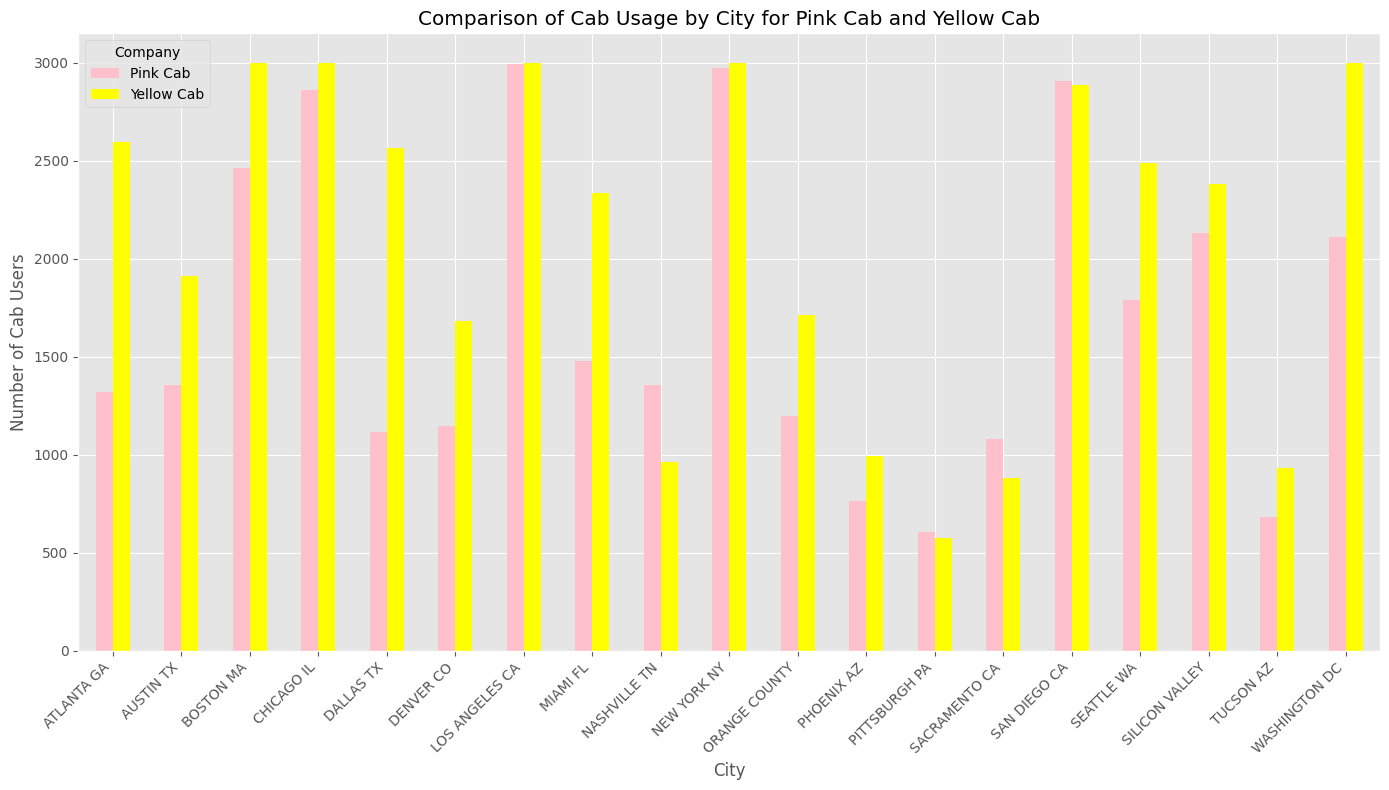 Comparison of Cab Usage by City for Pink Cab and Yellow Cab
Company
Pink Cab
Yellow Cab
Number of Cab Users
3000
2500
2000
1500
1000
500
0
ATLANTA GA
AUSTIN TX
BOSTON MA
CHICAGO IL
DALLAS TX
DENVER CO
LOS ANGELES CA
MIAMI FL
NASHVILLE TN
NEW YORK NY
ORANGE COUNTY
PHOENIX AZ
PITTSBURGH PA
SACRAMENTO CA
SAN DIEGO CA
SEATTLE WA
SILICON VALLEY
TUCSON AZ
WASHINGTON DC
City